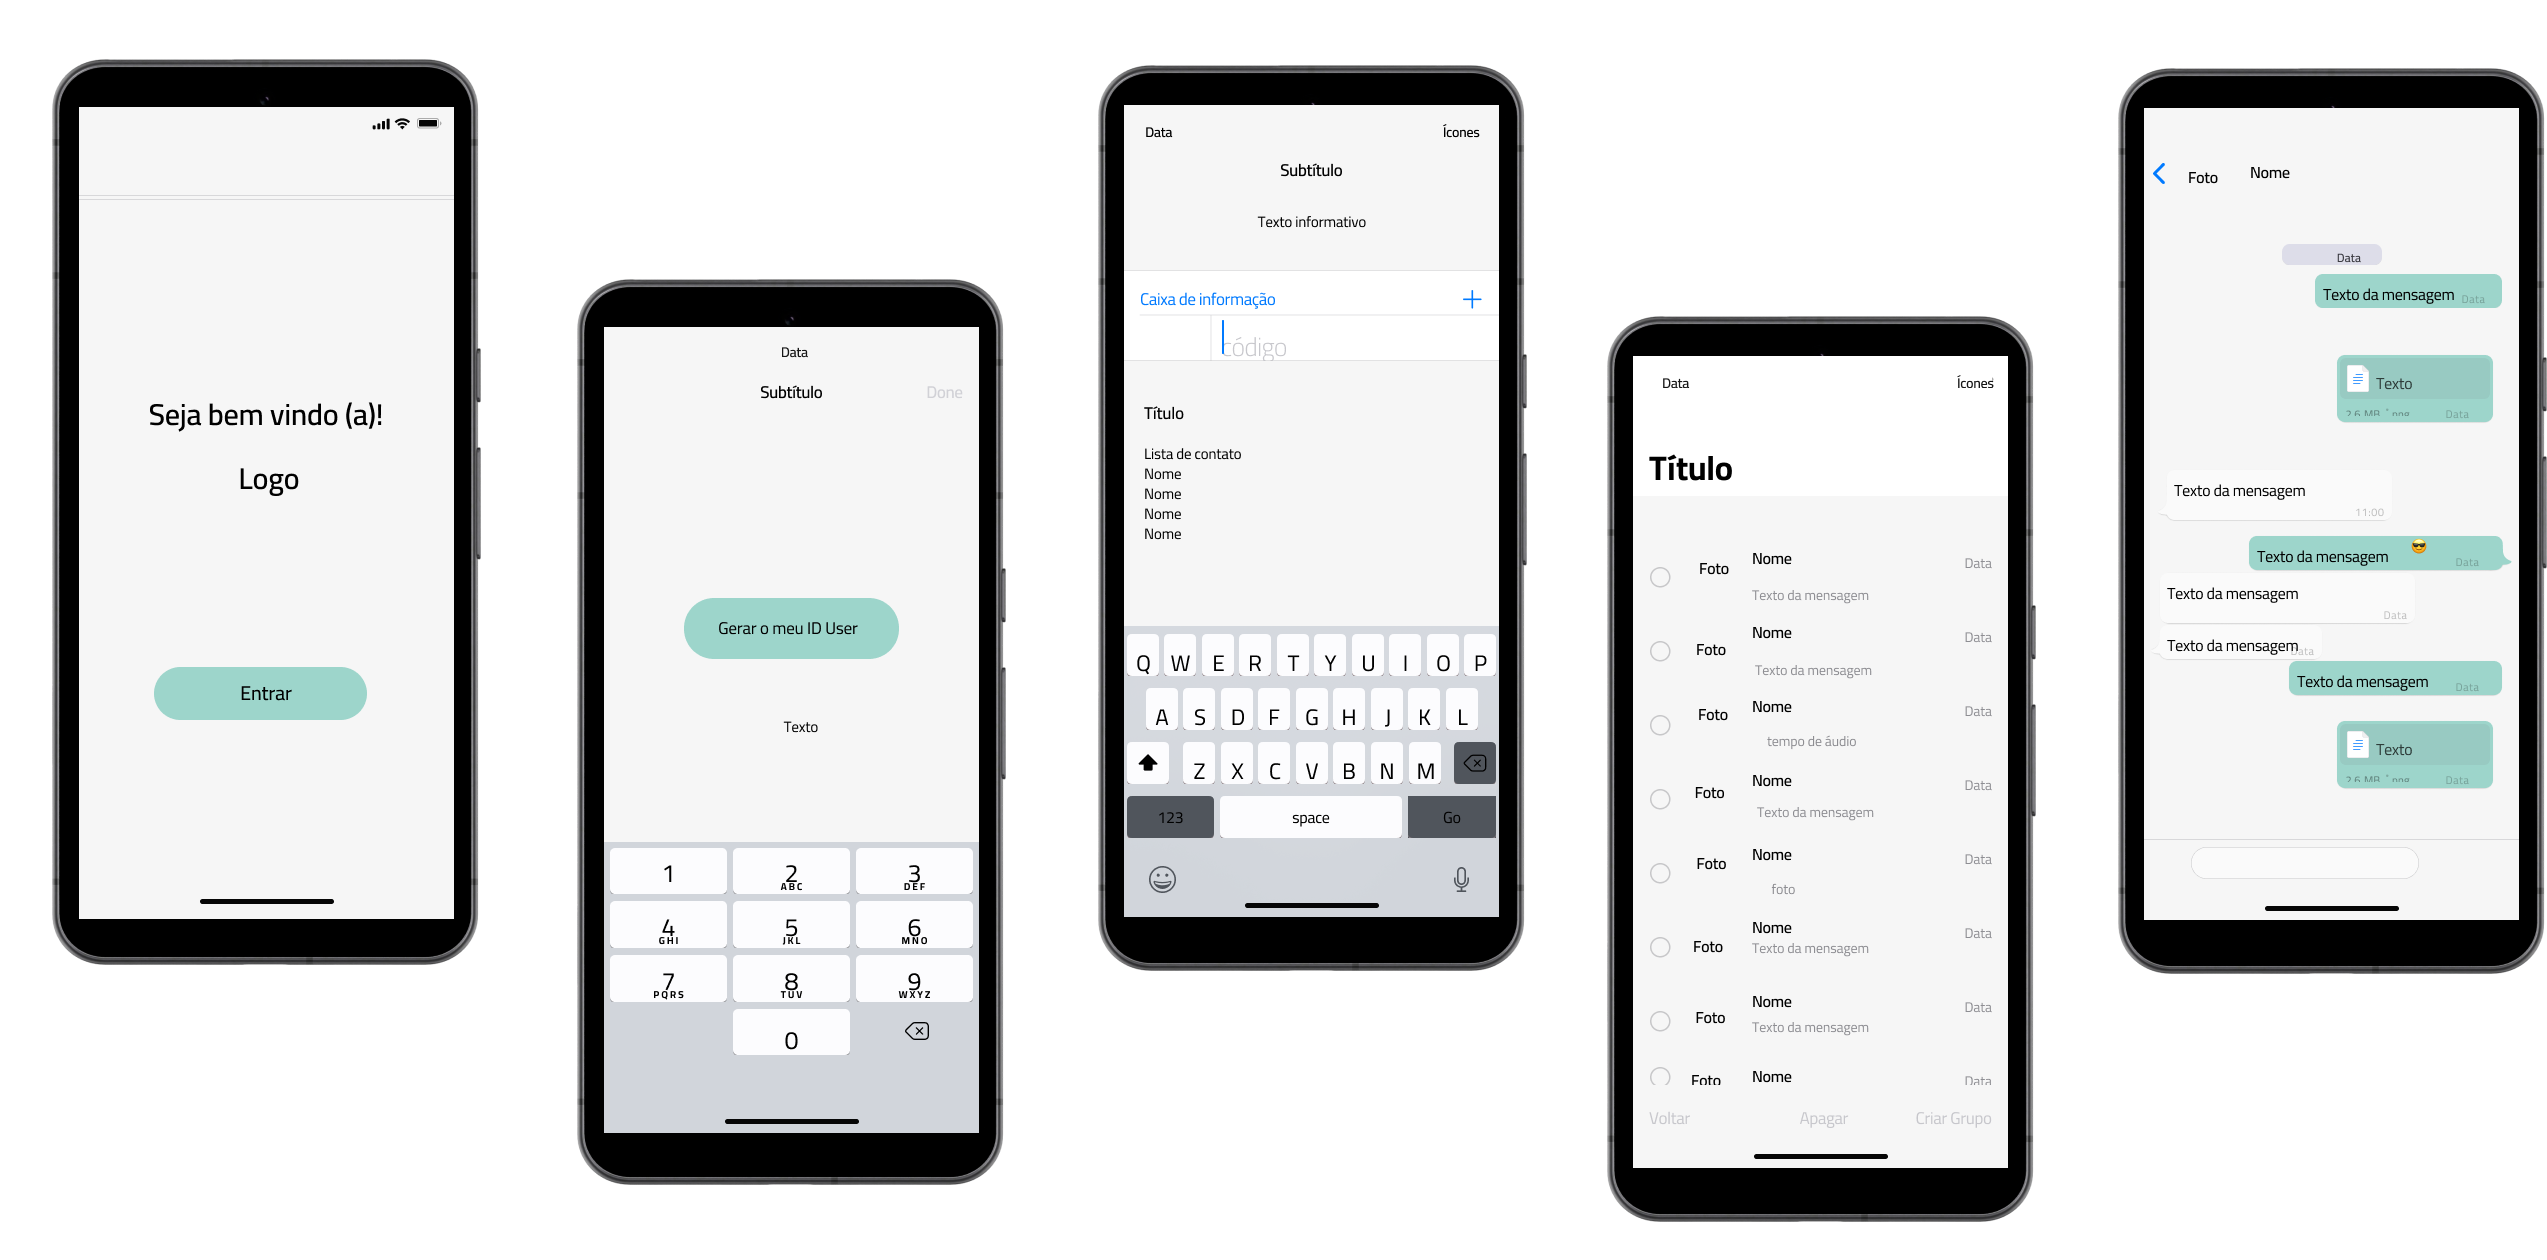 Seja bem vindo (a)!
Logo
Entrar
Data
Subtítulo Done
Gerar o meu ID User
Texto
1 2 3
ABC DEF
4 5 6
GHI JKL MNO
7 8 9
PQRS TUV WXYZ
0
Data Ícones
Subtítulo
Texto informativo
Caixa de informação
código
Título
Lista de contato
Nome
Nome
Nome
Nome
Q W E R T Y U I O P
A S D F G H J K L
Z X C V B N M
123 space Go
Data Ícones
Título
Foto Nome Data
Texto da mensagem
Foto Nome Data
Texto da mensagem
Foto Nome Data
tempo de áudio
Foto Nome Data
Texto da mensagem
Foto Nome Data
foto
Foto Nome Data
Texto da mensagem
Foto Nome Data
Texto da mensagem
Foto Nome Data
Voltar Apagar Criar Grupo
Foto Nome
Data
Texto da mensagem Data
Texto
2.6 MB png Data
Texto da mensagem
11:00
Texto da mensagem 😎 Data
Texto da mensagem
Data
Texto da mensagem Data
Texto da mensagem Data
Texto
2.6 MB png Data